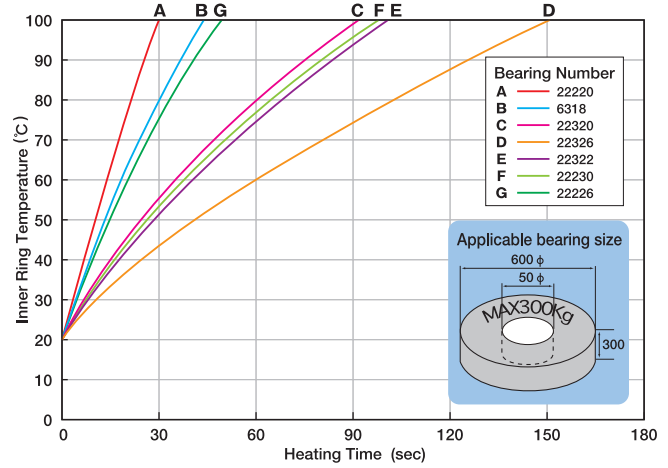 A B G C F E D
100
90
80
70
60
50
40
30
20
10
0
Inner Ring Temperature (℃)
0 30 60 90 120 150 180
Heating Time (sec)
Bearing Number
A 22220
B 6318
C 22320
D 22326
E 22322
F 22230
G 22226
Applicable bearing size
600 φ
50 φ
MAX300Kg
300